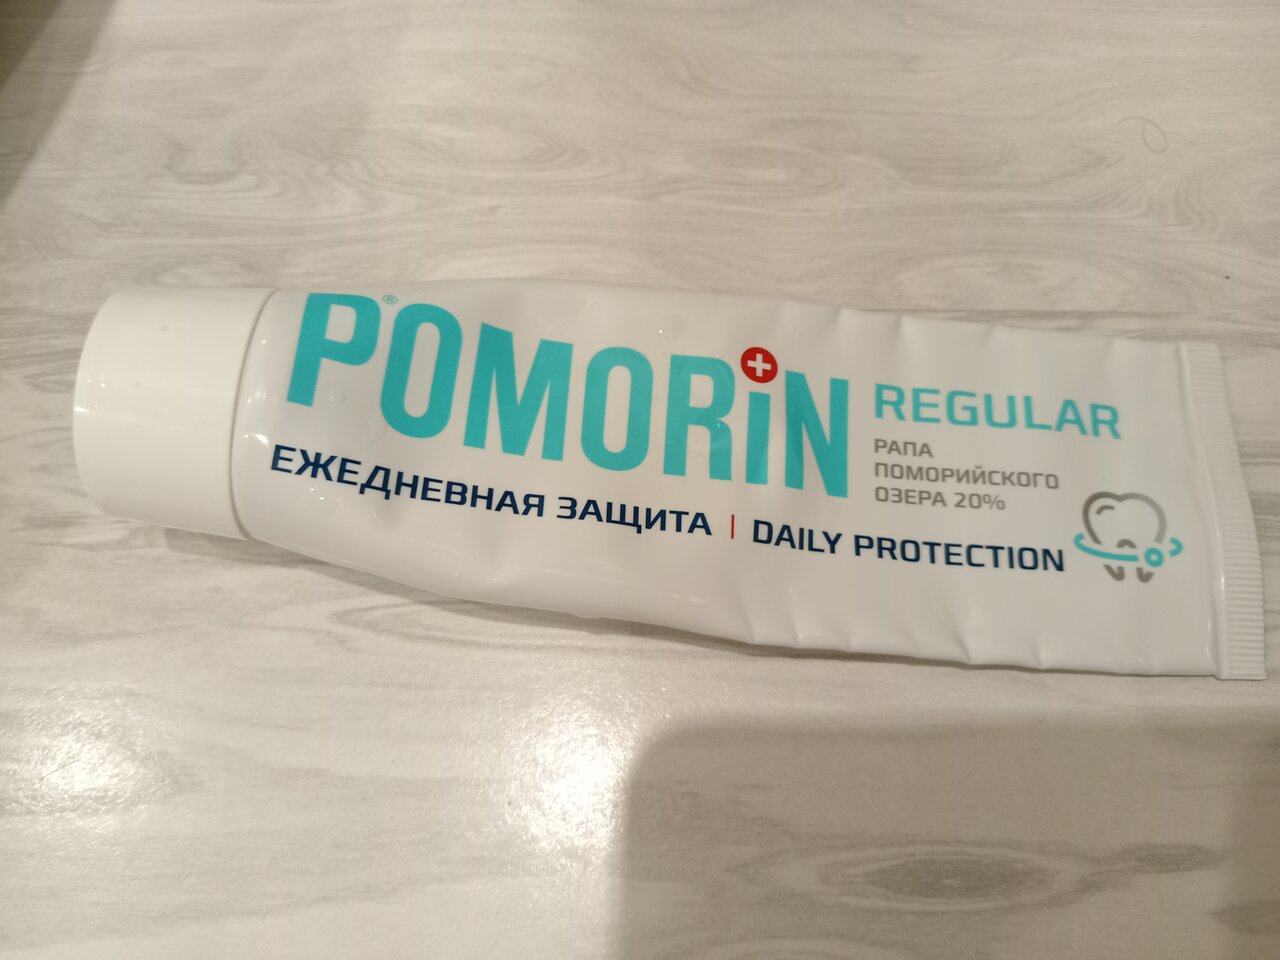 POMORiN®
REGULAR
РАПА
ПОМОРИЙСКОГО
ОЗЕРА 20%
ЕЖЕДНЕВНАЯ ЗАЩИТА | DAILY PROTECTION